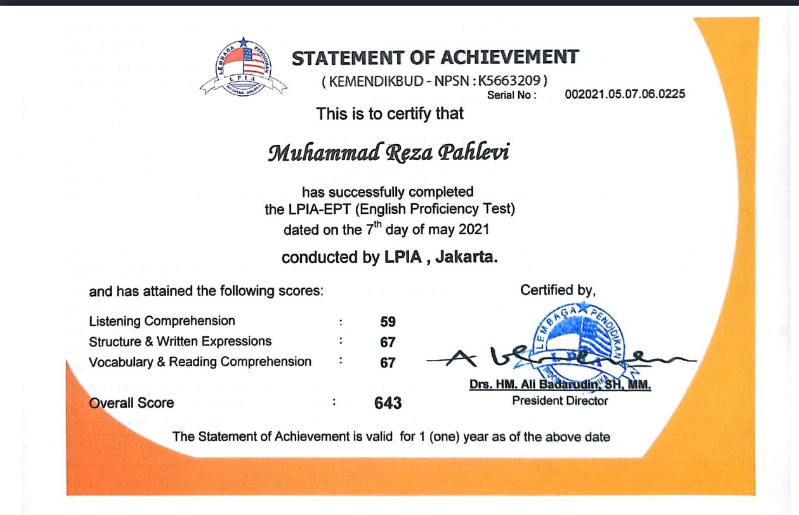 LEMBAGA PENDIDIKAN
LPIA
STATEMENT OF ACHIEVEMENT
( KEMENDIKBUD - NPSN : K5663209 )
Serial No : 002021.05.07.06.0225
This is to certify that
Muhammad Reza Pahlevi
has successfully completed
the LPIA-EPT (English Proficiency Test)
dated on the 7th day of may 2021
conducted by LPIA , Jakarta.
and has attained the following scores:
Certified by,
Listening Comprehension : 59
Structure & Written Expressions : 67
Vocabulary & Reading Comprehension : 67
LEMBAGA PENDIDIKAN
LPIA
Drs. HM. Ali Badarudin, SH, MM.
President Director
Overall Score : 643
The Statement of Achievement is valid for 1 (one) year as of the above date